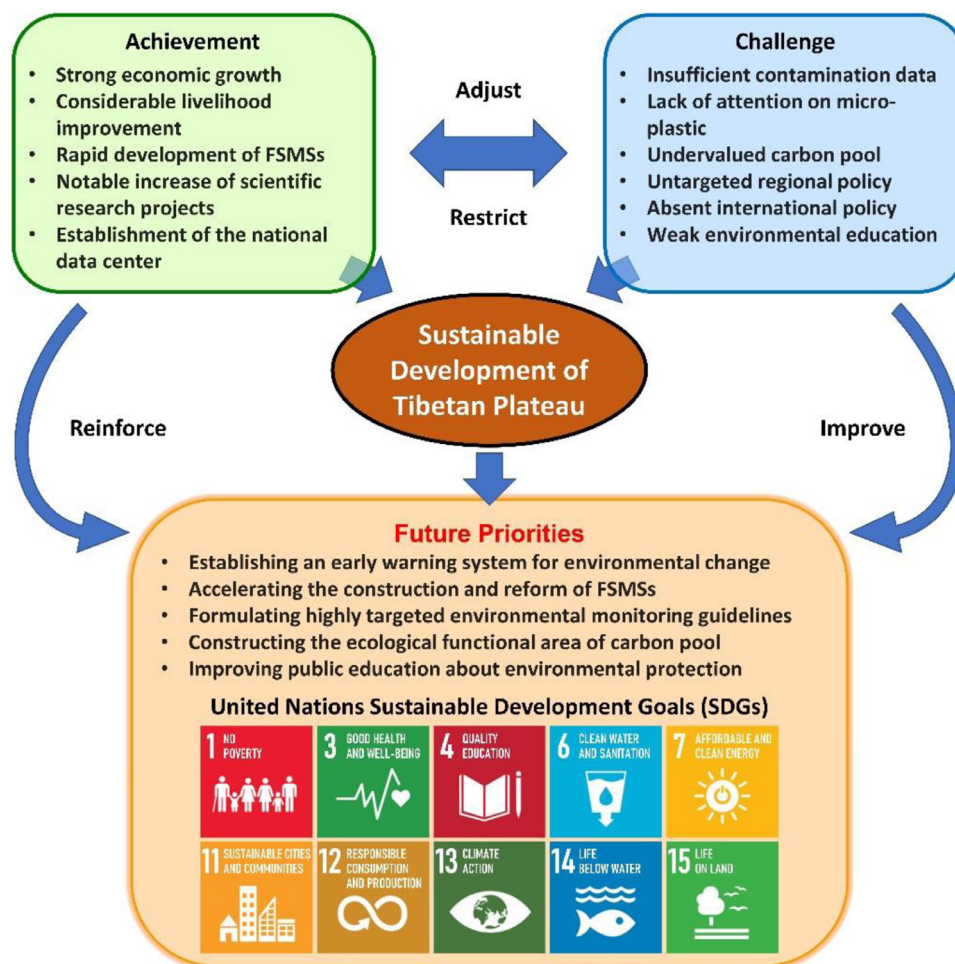 Achievement
• Strong economic growth
• Considerable livelihood
improvement
• Rapid development of FSMSs
• Notable increase of scientific
research projects
• Establishment of the national
data center
Adjust
Restrict
Challenge
• Insufficient contamination data
• Lack of attention on micro-
plastic
• Undervalued carbon pool
• Untargeted regional policy
• Absent international policy
• Weak environmental education
Sustainable
Development of
Tibetan Plateau
Reinforce
Improve
Future Priorities
• Establishing an early warning system for environmental change
• Accelerating the construction and reform of FSMSs
• Formulating highly targeted environmental monitoring guidelines
• Constructing the ecological functional area of carbon pool
• Improving public education about environmental protection
United Nations Sustainable Development Goals (SDGs)
1 NO
POVERTY
3 GOOD HEALTH
AND WELL-BEING
4 QUALITY
EDUCATION
6 CLEAN WATER
AND SANITATION
7 AFFORDABLE AND
CLEAN ENERGY
11 SUSTAINABLE CITIES
AND COMMUNITIES
12 RESPONSIBLE
CONSUMPTION
AND PRODUCTION
13 CLIMATE
ACTION
14 LIFE
BELOW WATER
15 LIFE
ON LAND